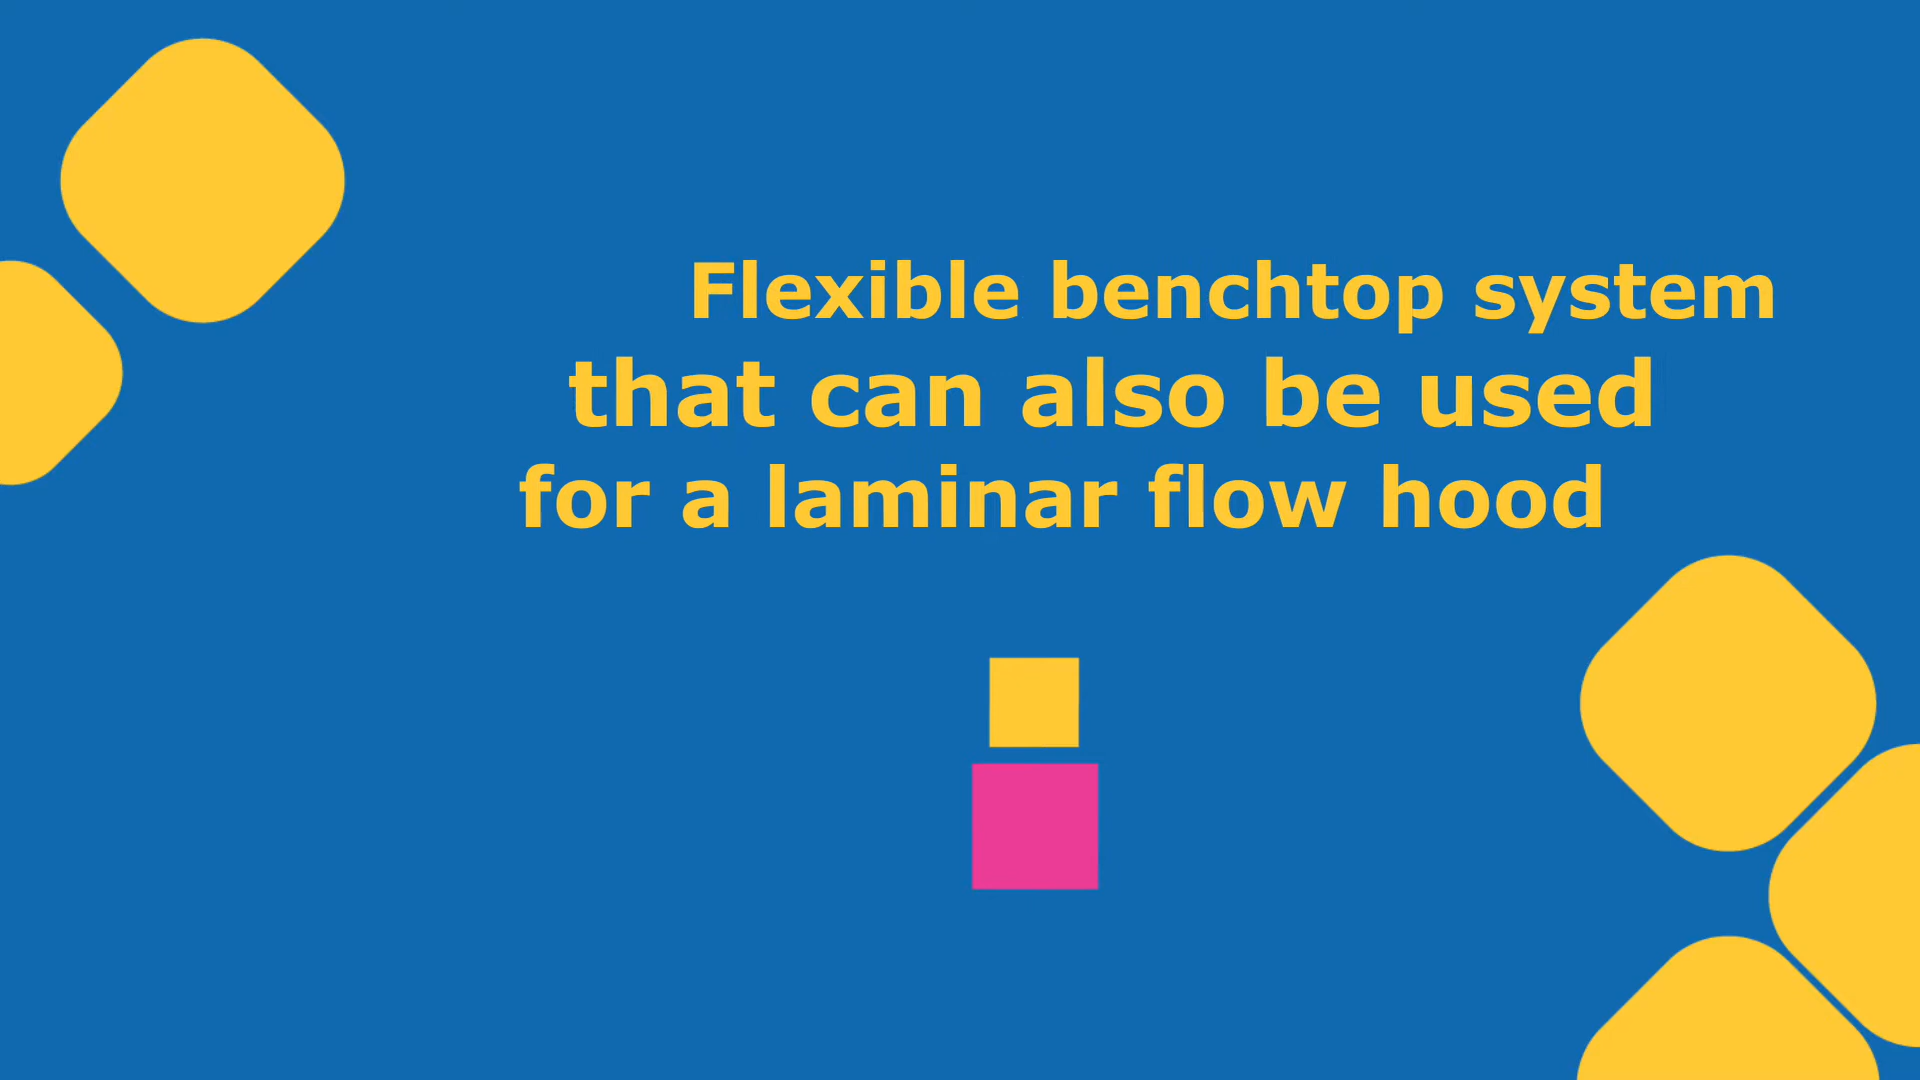 Flexible benchtop system
that can also be used
for a laminar flow hood